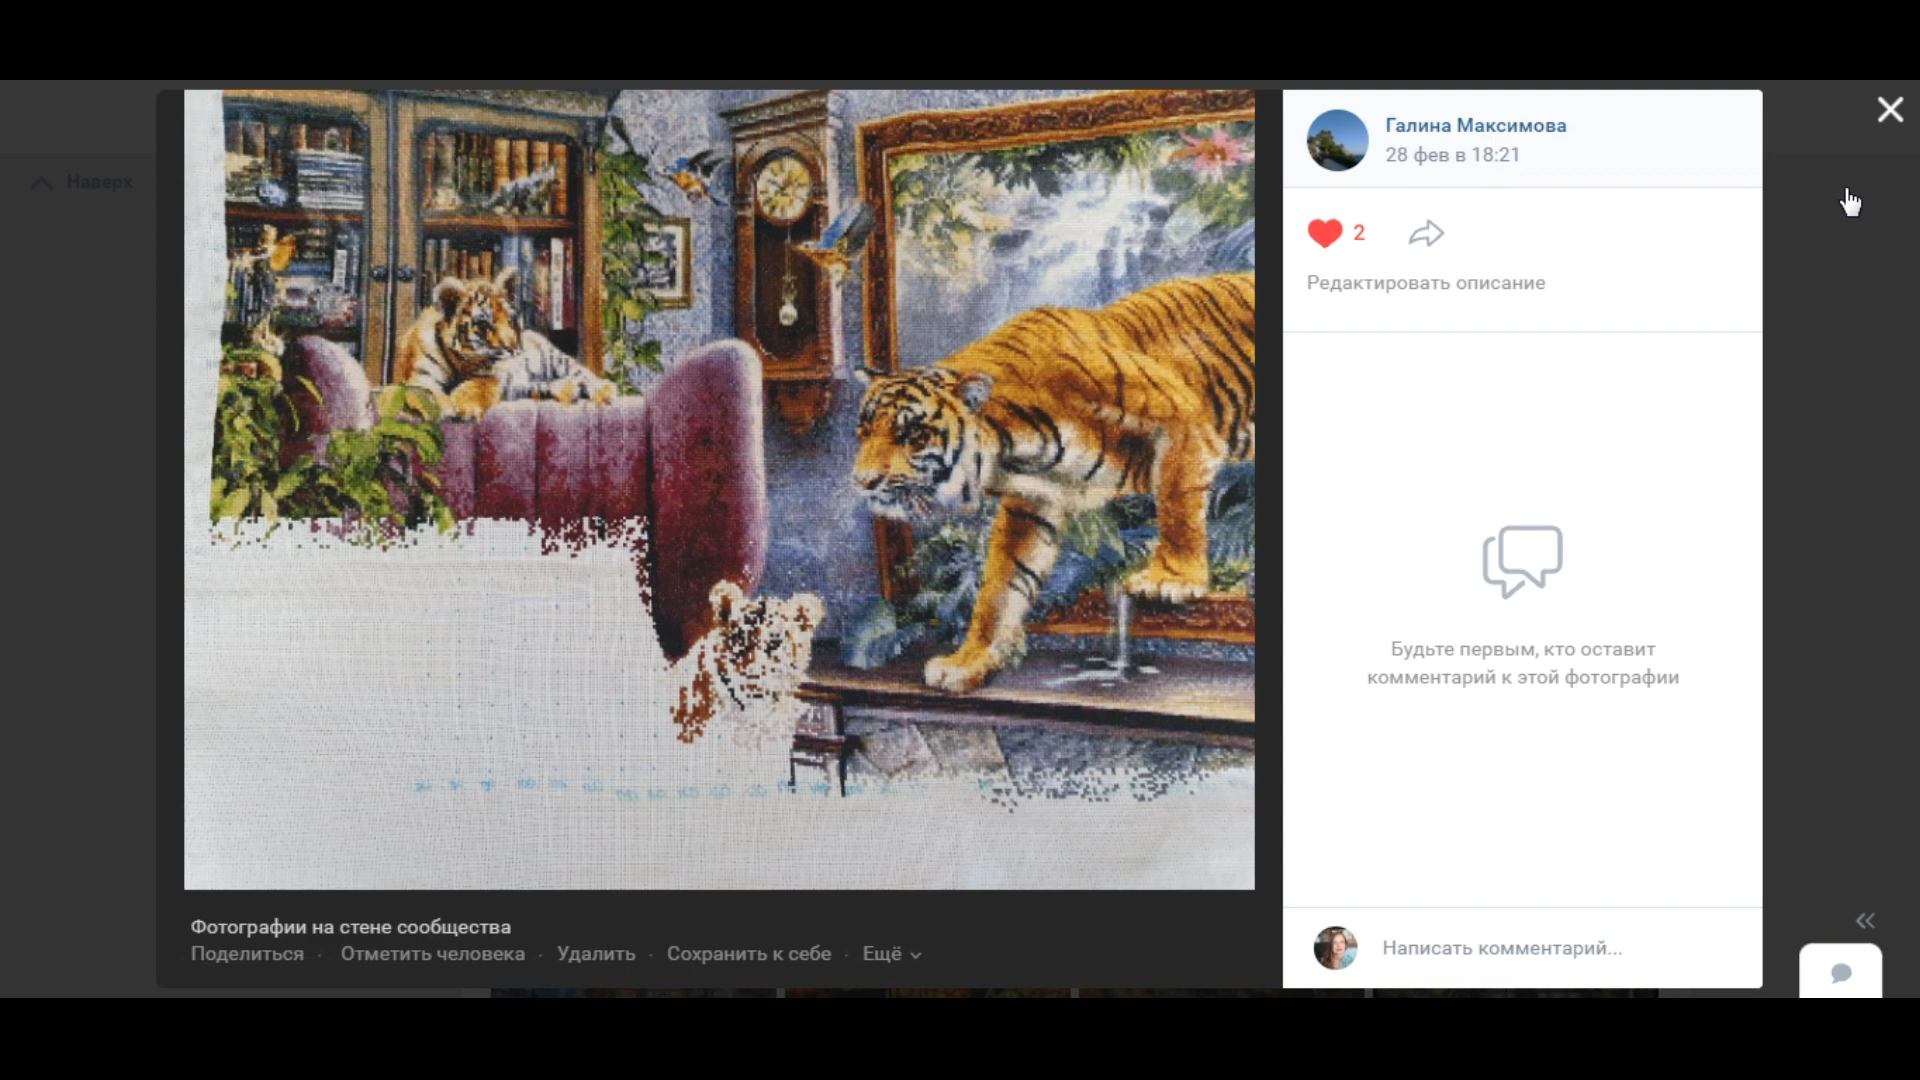 Наверх
Галина Максимова
28 фев в 18:21
2
Редактировать описание
Будьте первым, кто оставит
комментарий к этой фотографии
Написать комментарий...
Фотографии на стене сообщества
Поделиться · Отметить человека · Удалить · Сохранить к себе · Ещё